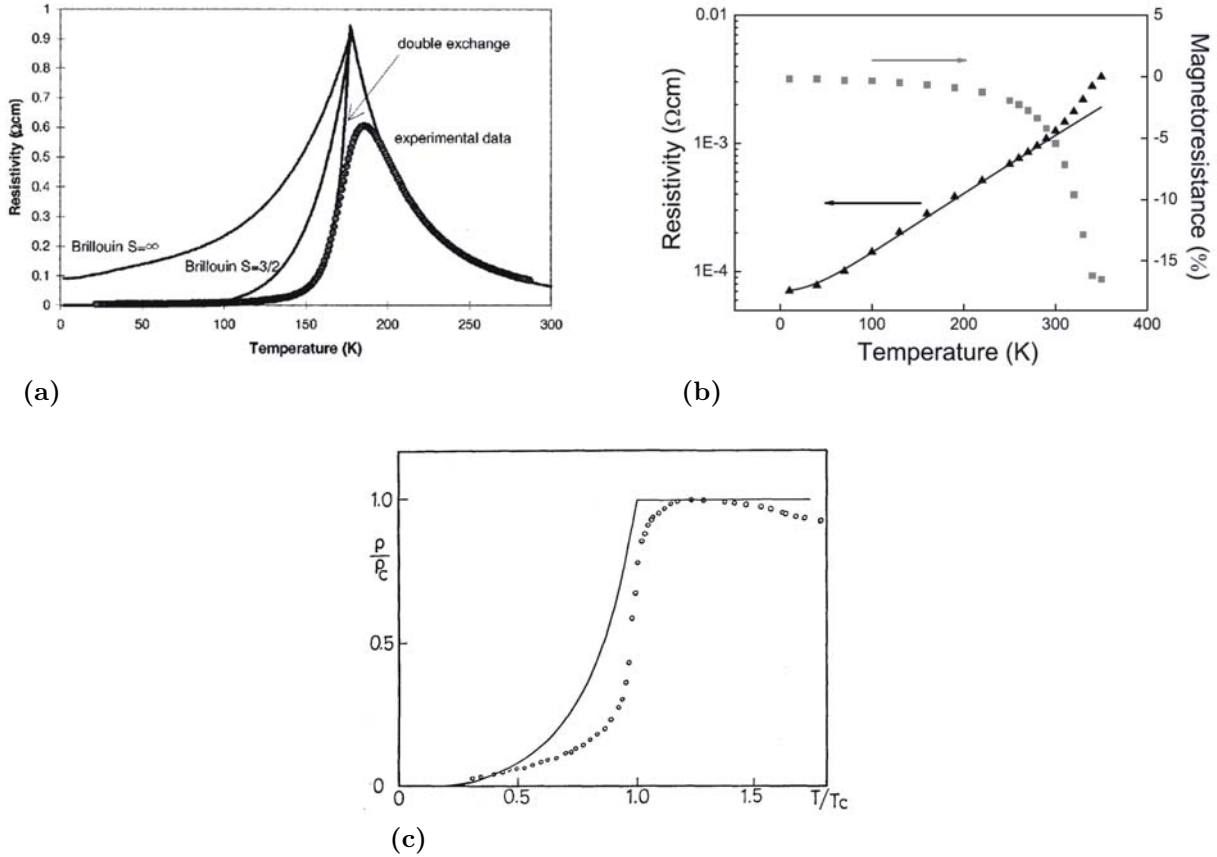 1
0.9
0.8
0.7
0.6
0.5
0.4
0.3
0.2
0.1
0
Resistivity (Ωcm)
double exchange
experimental data
Brillouin S=∞
Brillouin S=3/2
0 50 100 150 200 250 300
Temperature (K)
(a)
0.01
1E-3
1E-4
Resistivity (Ωcm)
5
0
-5
-10
-15
Magnetoresistance (%)
0 100 200 300 400
Temperature (K)
(b)
1.0
ρ
ρc
0.5
0
0 0.5 1.0 1.5 T/Tc
(c)